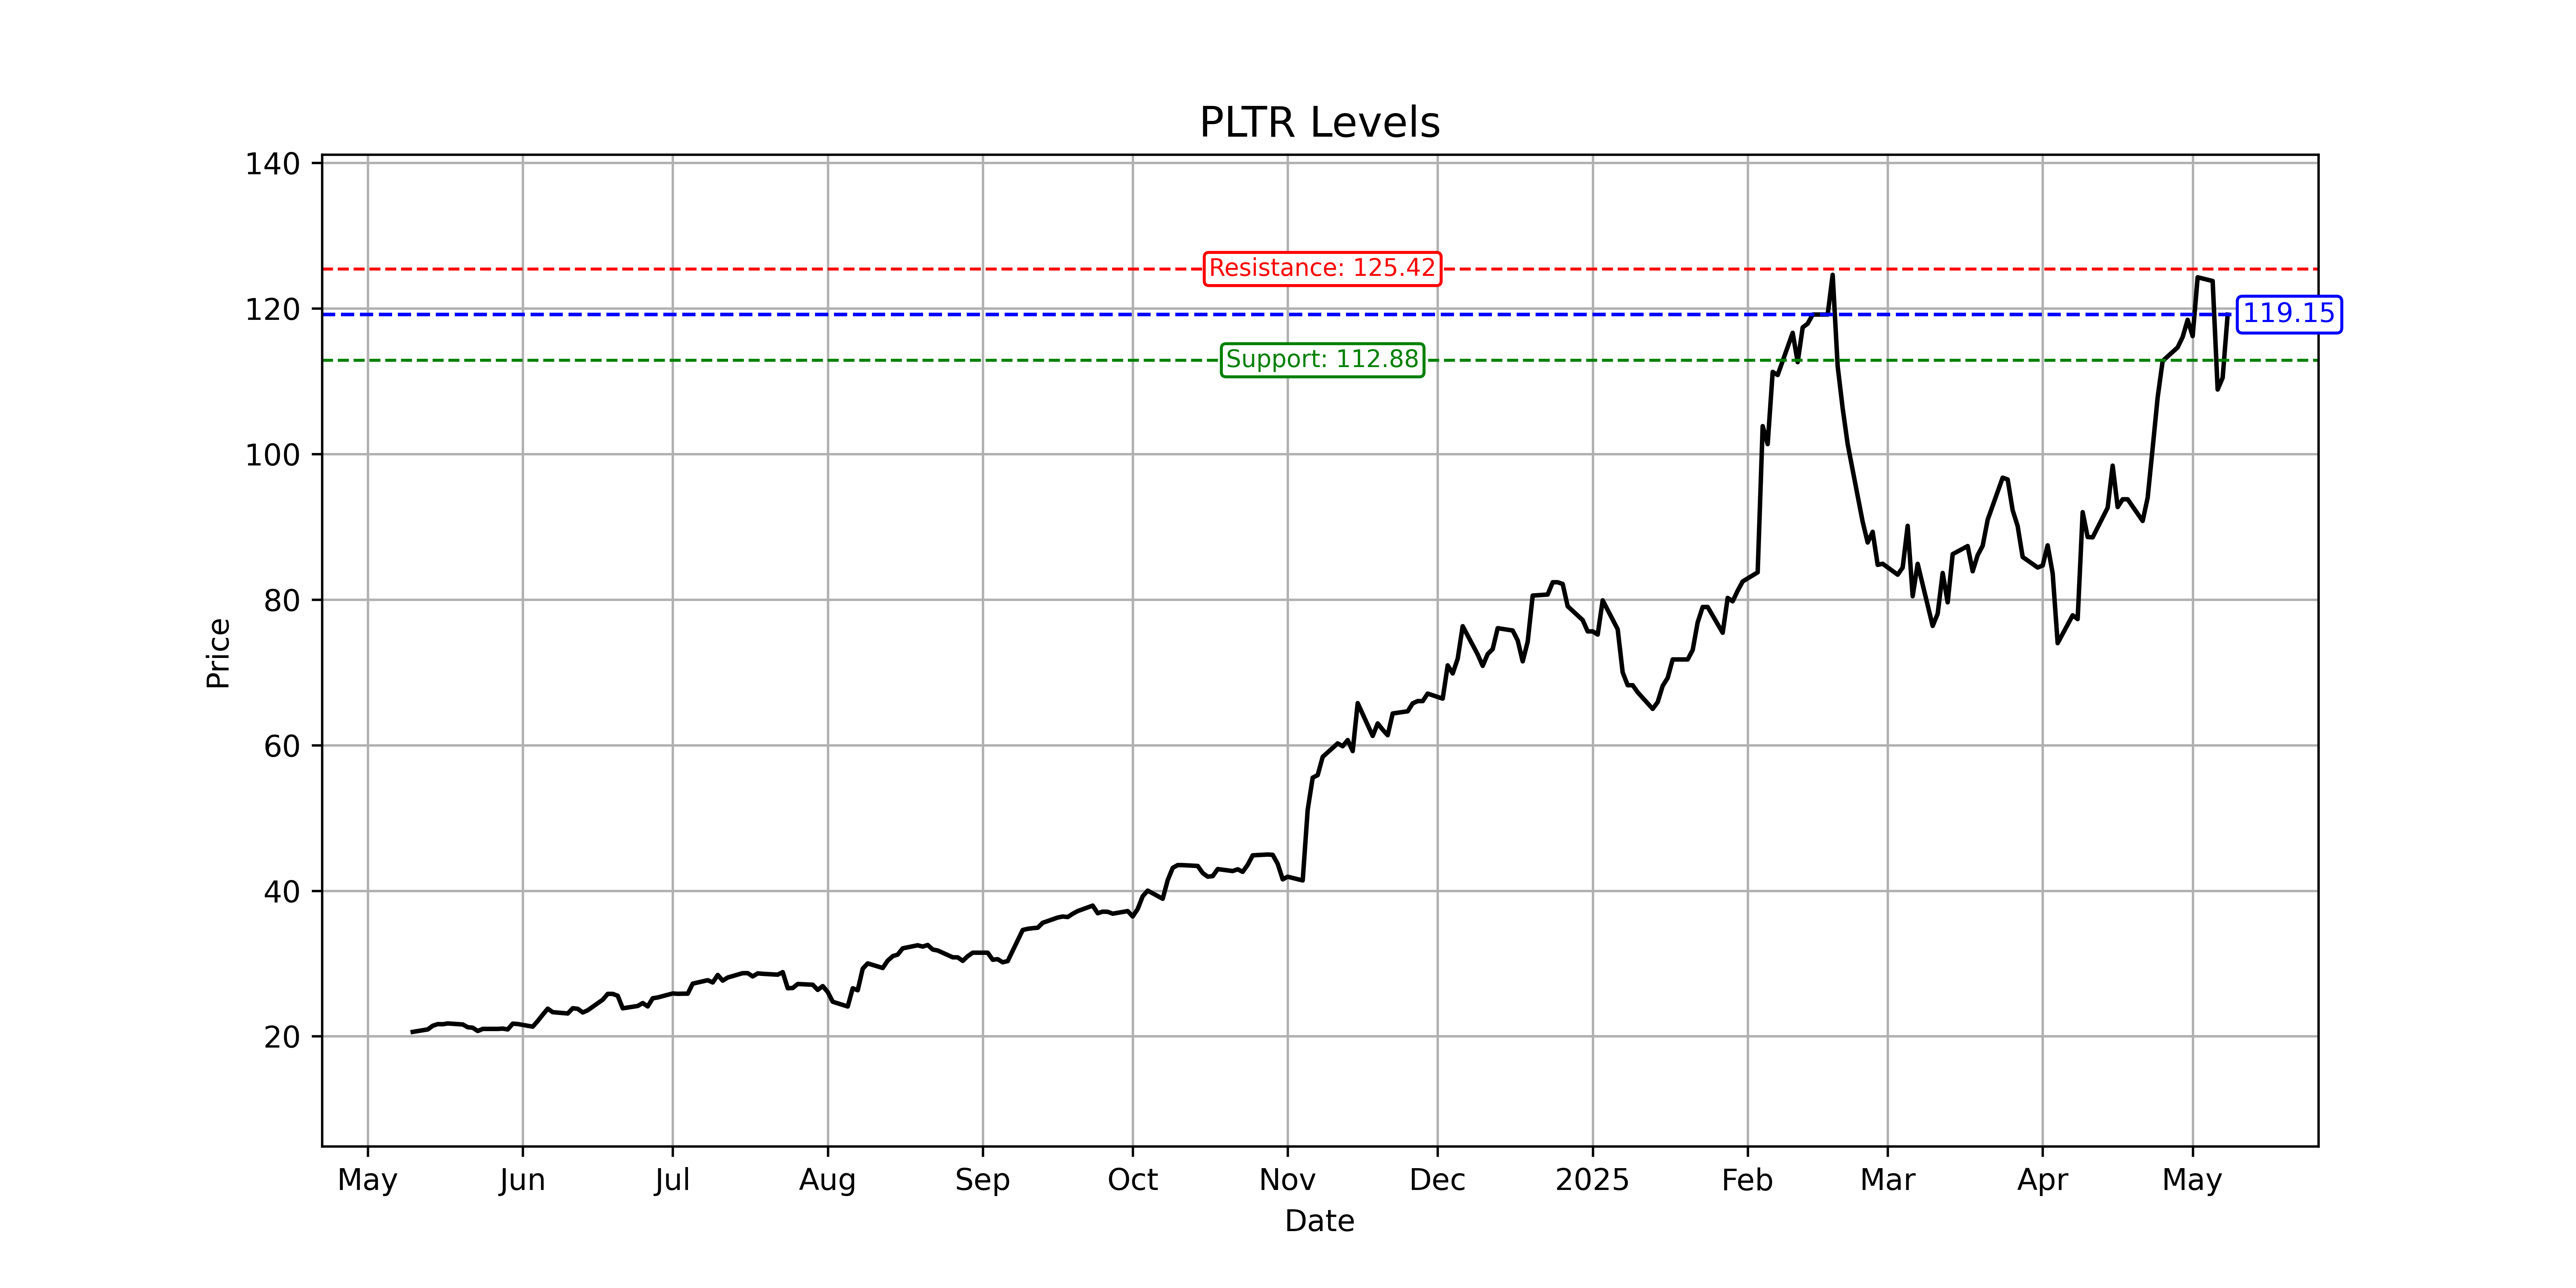 PLTR Levels
140
120
100
80
60
40
20
Price
Resistance: 125.42
119.15
Support: 112.88
May Jun Jul Aug Sep Oct Nov Dec 2025 Feb Mar Apr May
Date